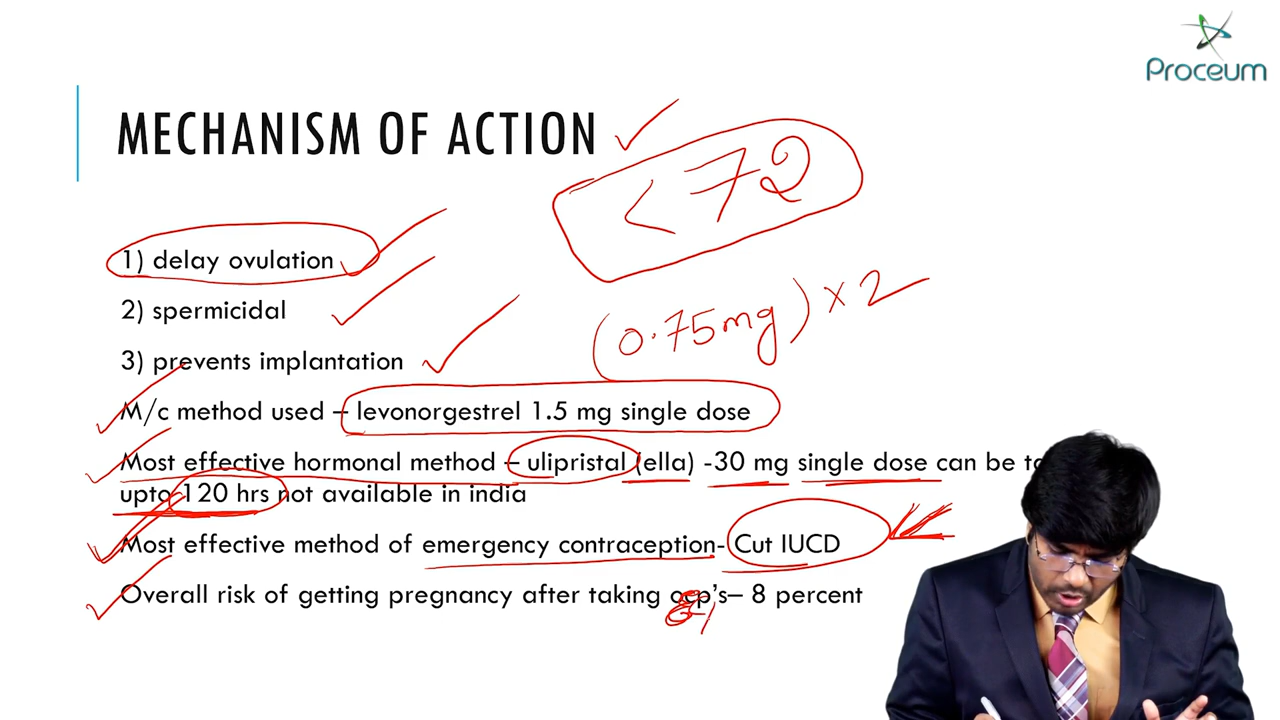 Proceum
MECHANISM OF ACTION
< 72
1) delay ovulation
2) spermicidal
(0.75mg) × 2
3) prevents implantation
M/c method used – levonorgestrel 1.5 mg single dose
Most effective hormonal method – ulipristal (ella) -30 mg single dose can be
upto 120 hrs not available in india
Most effective method of emergency contraception- Cut IUCD
Overall risk of getting pregnancy after taking 's– 8 percent